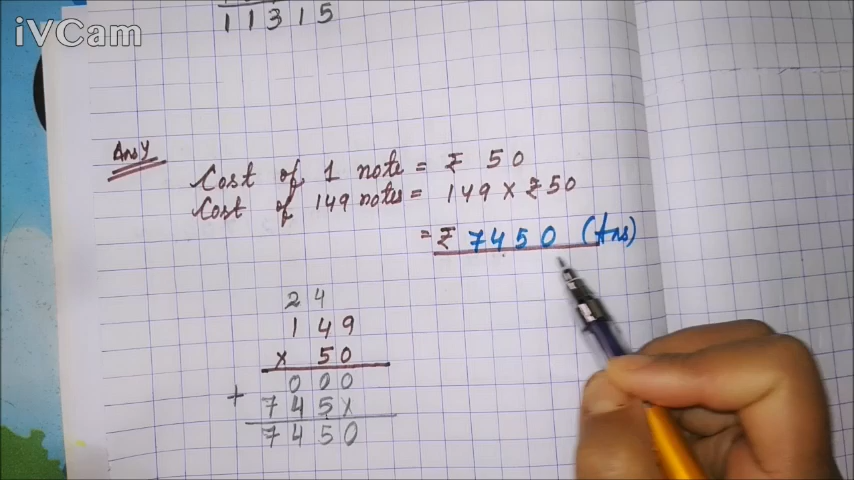 iVCam
11315
Ans
Cost of 1 note = ₹ 50
Cost of 149 notes = 149 x ₹50
= ₹ 7450 (Ans)
24
149
x 50
000
+ 745x
7450